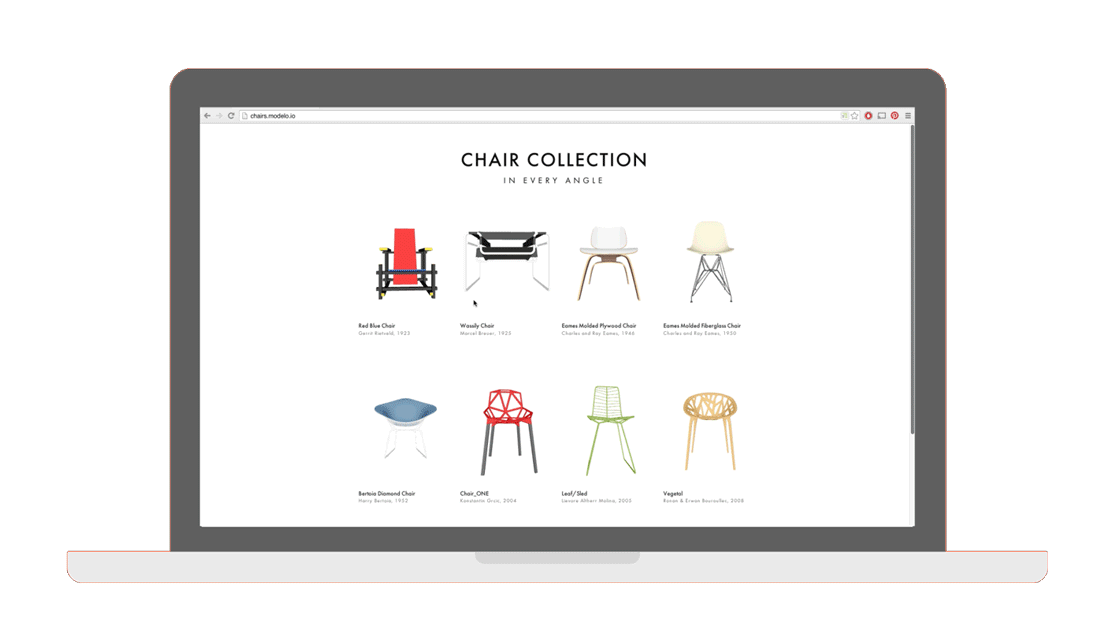 chairs.modelo.io
CHAIR COLLECTION
IN EVERY ANGLE
Red Blue Chair
Gerrit Rietveld, 1923
Wassily Chair
Marcel Breuer, 1925
Eames Molded Plywood Chair
Charles and Ray Eames, 1946
Eames Molded Fiberglass Chair
Charles and Ray Eames, 1950
Bertoia Diamond Chair
Harry Bertoia, 1952
Chair_ONE
Konstantin Grcic, 2004
Leaf/Sled
Lievore Altherr Molina, 2005
Vegetal
Ronan & Erwan Bouroullec, 2008